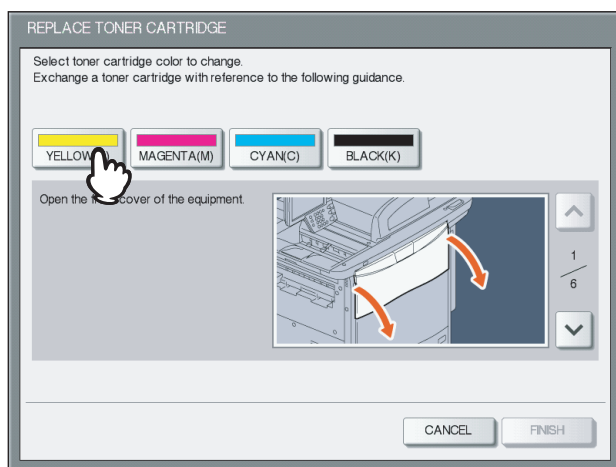 REPLACE TONER CARTRIDGE
Select toner cartridge color to change.
Exchange a toner cartridge with reference to the following guidance.
YELLOW
MAGENTA(M)
CYAN(C)
BLACK(K)
Open the cover of the equipment.
1
6
CANCEL
FINISH